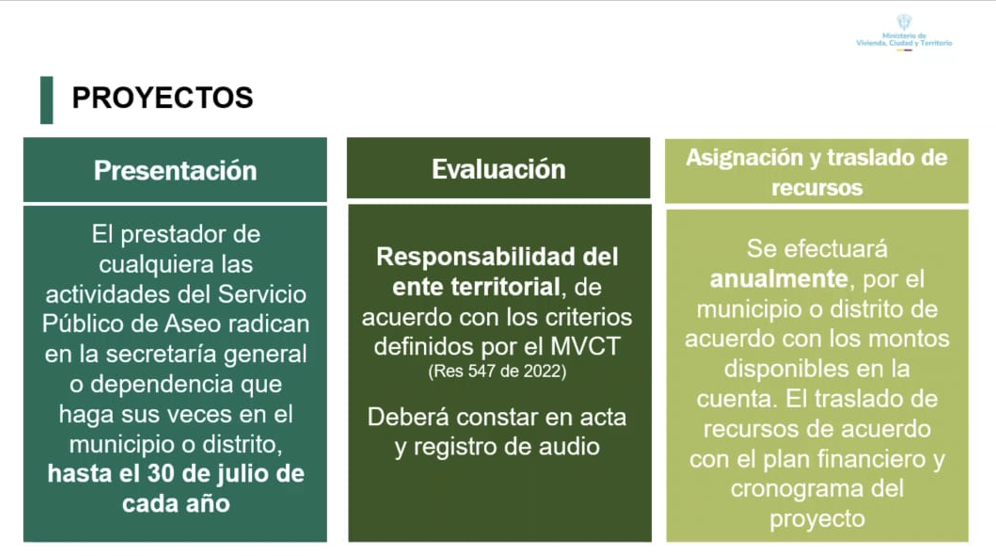 Ministerio de
Vivienda, Ciudad y Territorio
PROYECTOS
Presentación
El prestador de
cualquiera las
actividades del Servicio
Público de Aseo radican
en la secretaría general
o dependencia que
haga sus veces en el
municipio o distrito,
hasta el 30 de julio de
cada año
Evaluación
Responsabilidad del
ente territorial, de
acuerdo con los criterios
definidos por el MVCT
(Res 547 de 2022)
Deberá constar en acta
y registro de audio
Asignación y traslado de
recursos
Se efectuará
anualmente, por el
municipio o distrito de
acuerdo con los montos
disponibles en la
cuenta. El traslado de
recursos de acuerdo
con el plan financiero y
cronograma del
proyecto